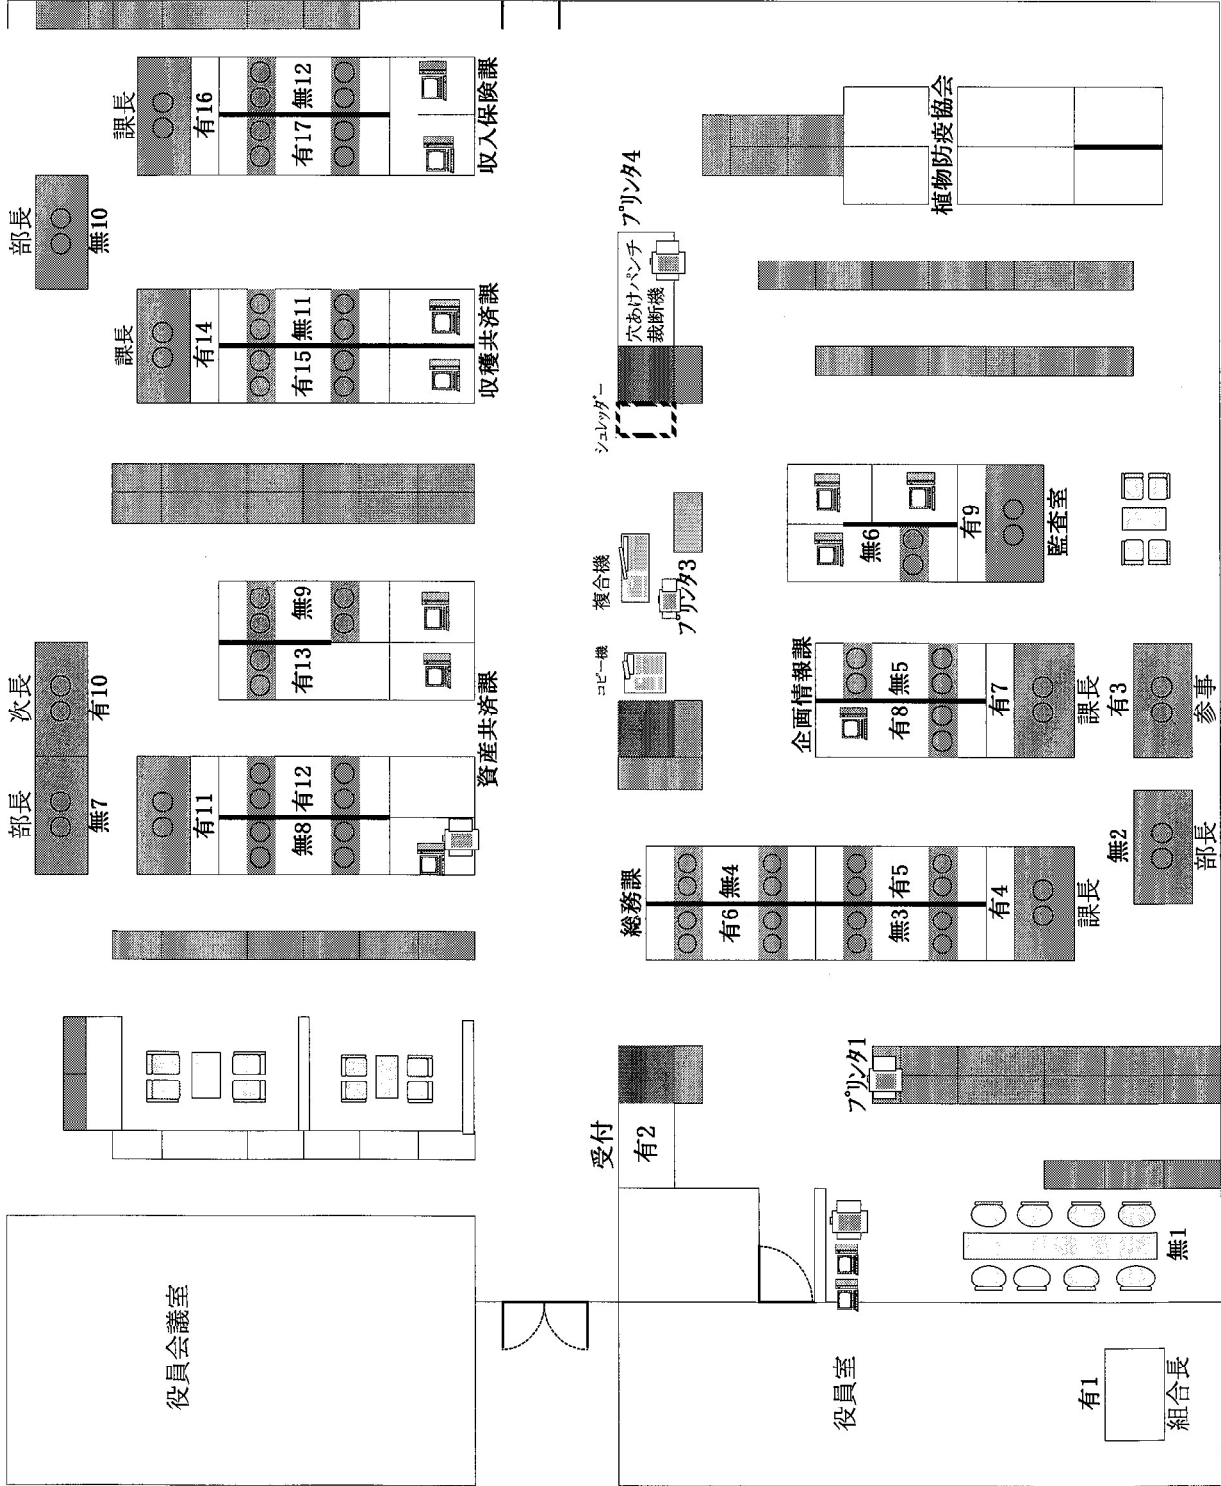 役員会議室
部長
無7
次長
有10
有11
無8
有12
有13
無9
資産共済課
課長
有14
有15
無11
収穫共済課
部長
無10
課長
有16
有17
無12
収入保険課
受付
有2
プリンタ1
役員室
有1
組合長
無1
総務課
有6
無4
無3
有5
有4
課長
無2
部長
コピー機
複合機
プリンタ3
シュレッダー
穴あけパンチ
裁断機
プリンタ4
企画情報課
有8
無5
有7
課長
有3
参事
無6
有9
監査室
植物防疫協会